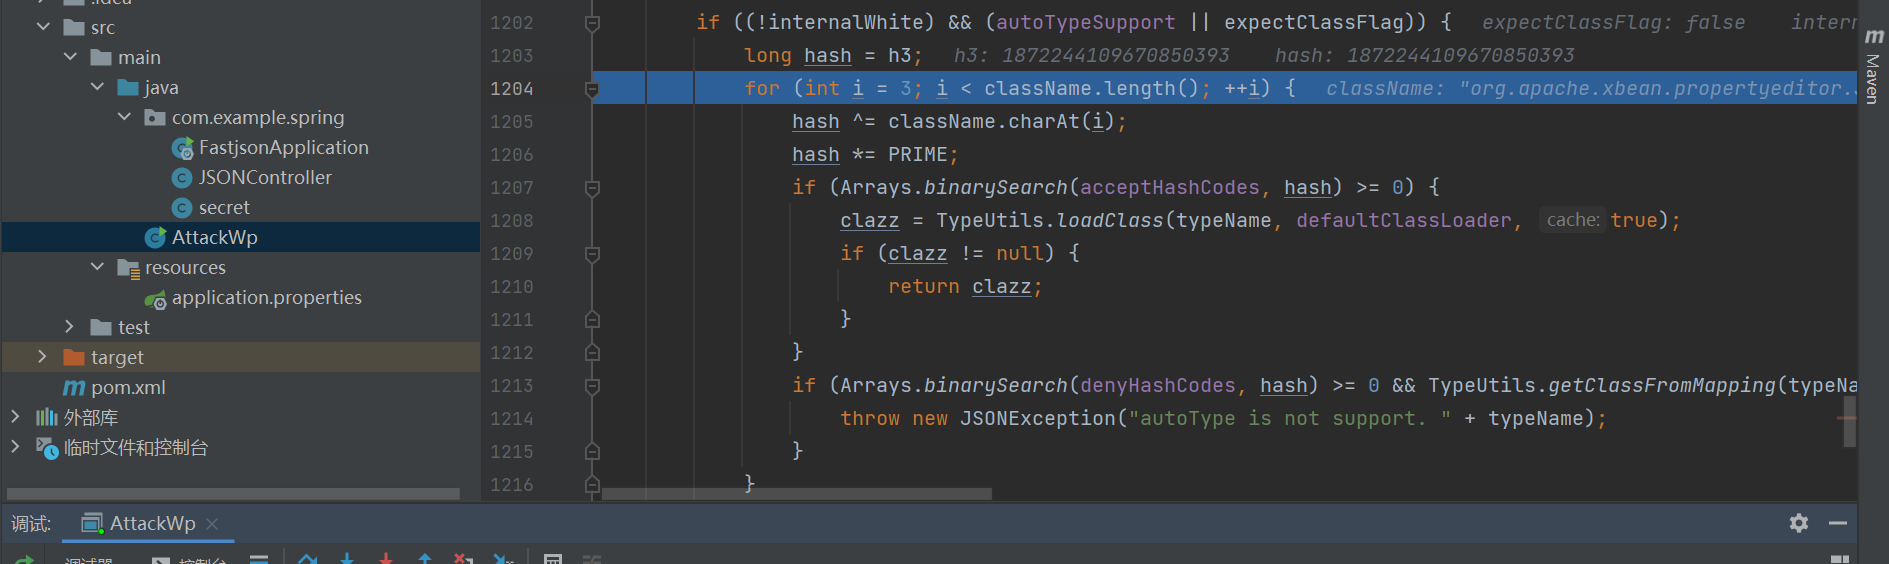 .idea
src
main
java
com.example.spring
FastjsonApplication
JSONController
secret
AttackWp
resources
application.properties
test
target
pom.xml
外部库
临时文件和控制台
1202 if ((!internalWhite) && (autoTypeSupport || expectClassFlag)) { expectClassFlag: false intern
1203 long hash = h3; h3: 1872244109670850393 hash: 1872244109670850393
1204 for (int i = 3; i < className.length(); ++i) { className: "org.apache.xbean.propertyeditor.
1205 hash ^= className.charAt(i);
1206 hash *= PRIME;
1207 if (Arrays.binarySearch(acceptHashCodes, hash) >= 0) {
1208 clazz = TypeUtils.loadClass(typeName, defaultClassLoader, cache: true);
1209 if (clazz != null) {
1210 return clazz;
1211 }
1212 }
1213 if (Arrays.binarySearch(denyHashCodes, hash) >= 0 && TypeUtils.getClassFromMapping(typeNa
1214 throw new JSONException("autoType is not support. " + typeName);
1215 }
1216 }
m Maven
调试: AttackWp
调试器 控制台